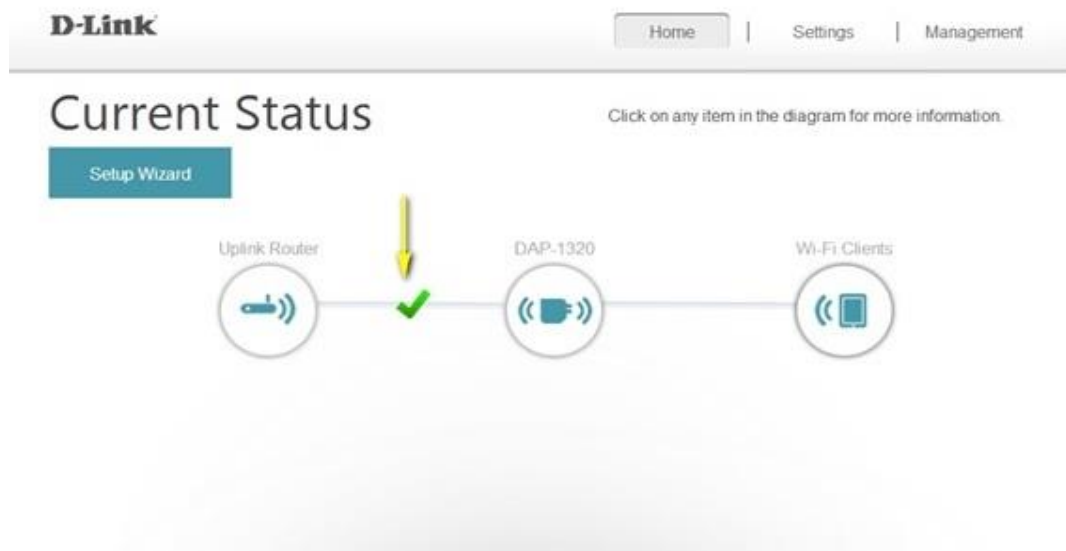 D-Link
Home | Settings | Management
Current Status
Click on any item in the diagram for more information.
Setup Wizard
Uplink Router
DAP-1320
Wi-Fi Clients